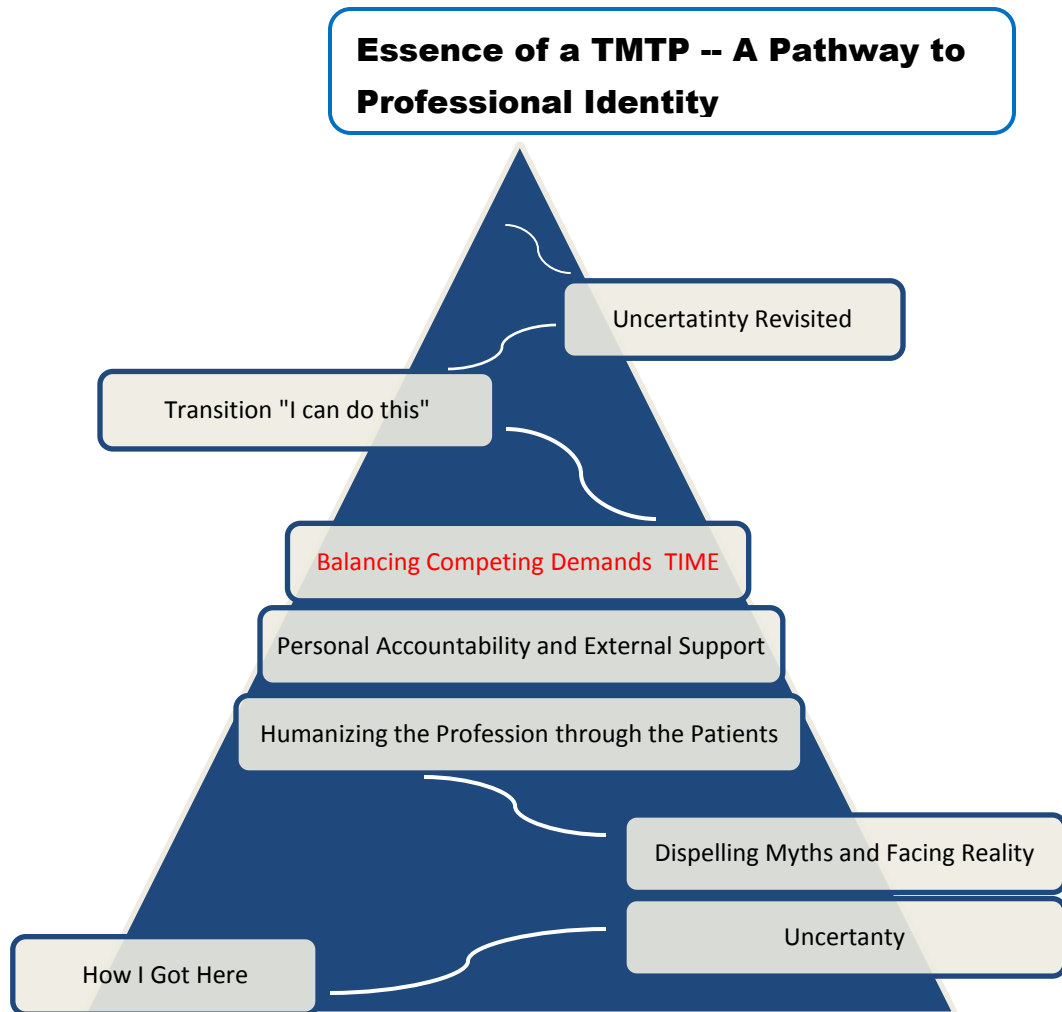 Essence of a TMTP -- A Pathway to
Professional Identity
Uncertatinty Revisited
Transition "I can do this"
Balancing Competing Demands  TIME
Personal Accountability and External Support
Humanizing the Profession through the Patients
Dispelling Myths and Facing Reality
Uncertanty
How I Got Here